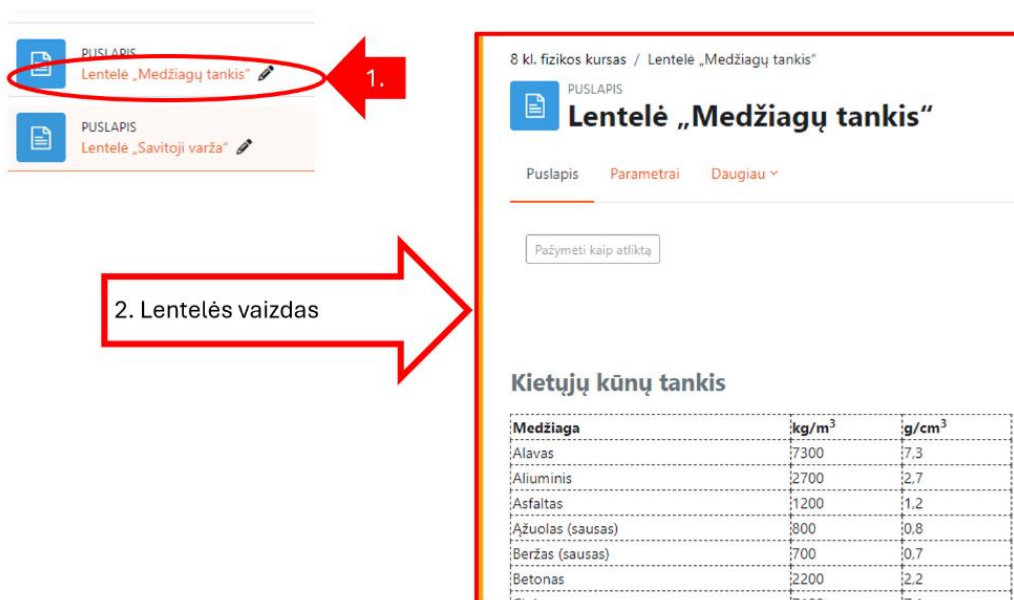 PUSLAPIS
Lentelė „Medžiagų tankis“
1.
PUSLAPIS
Lentelė „Savitoji varža“
2. Lentelės vaizdas
8 kl. fizikos kursas / Lentelė „Medžiagų tankis“
PUSLAPIS
Lentelė „Medžiagų tankis“
Puslapis Parametrai Daugiau
Pažymėti kaip atliktą
Kietųjų kūnų tankis
Medžiaga kg/m³ g/cm³
Alavas 7300 7,3
Aliuminis 2700 2,7
Asfaltas 1200 1,2
Ąžuolas (sausas) 800 0,8
Beržas (sausas) 700 0,7
Betonas 2200 2,2